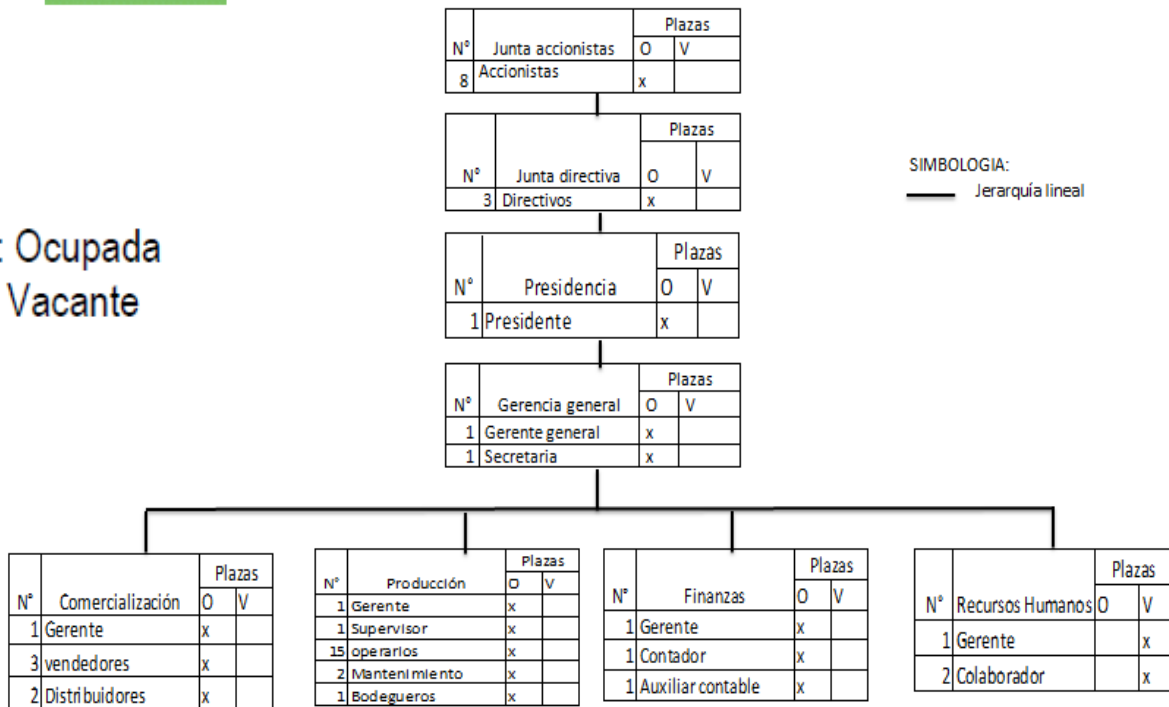 Plazas
N° Junta accionistas O V
8 Accionistas x
Plazas
N° Junta directiva O V
3 Directivos x
SIMBOLOGIA:
Jerarquía lineal
: Ocupada
Vacante
Plazas
N° Presidencia O V
1 Presidente x
Plazas
N° Gerencia general O V
1 Gerente general x
1 Secretaria x
Plazas
N° Comercialización O V
1 Gerente x
3 vendedores x
2 Distribuidores x
Plazas
N° Producción O V
1 Gerente x
1 Supervisor x
15 operarios x
2 Mantenimiento x
1 Bodegueros x
Plazas
N° Finanzas O V
1 Gerente x
1 Contador x
1 Auxiliar contable x
Plazas
N° Recursos Humanos O V
1 Gerente x
2 Colaborador x